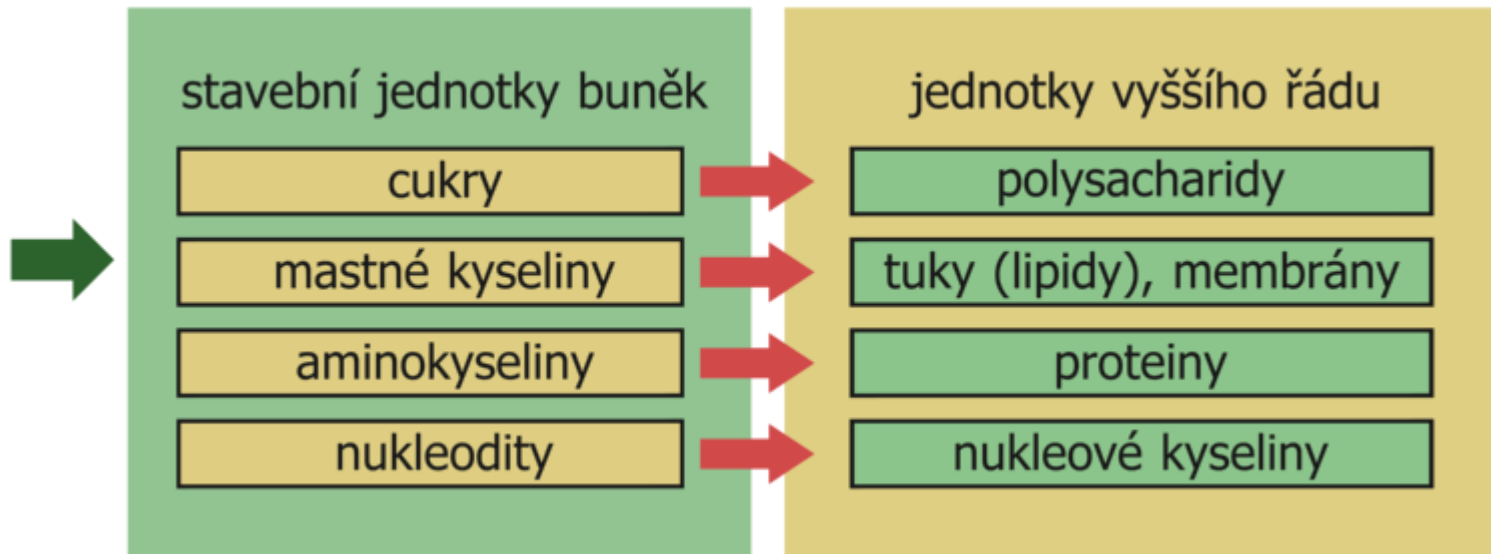 stavební jednotky buněk
cukry
mastné kyseliny
aminokyseliny
nukleodity
jednotky vyššího řádu
polysacharidy
tuky (lipidy), membrány
proteiny
nukleové kyseliny